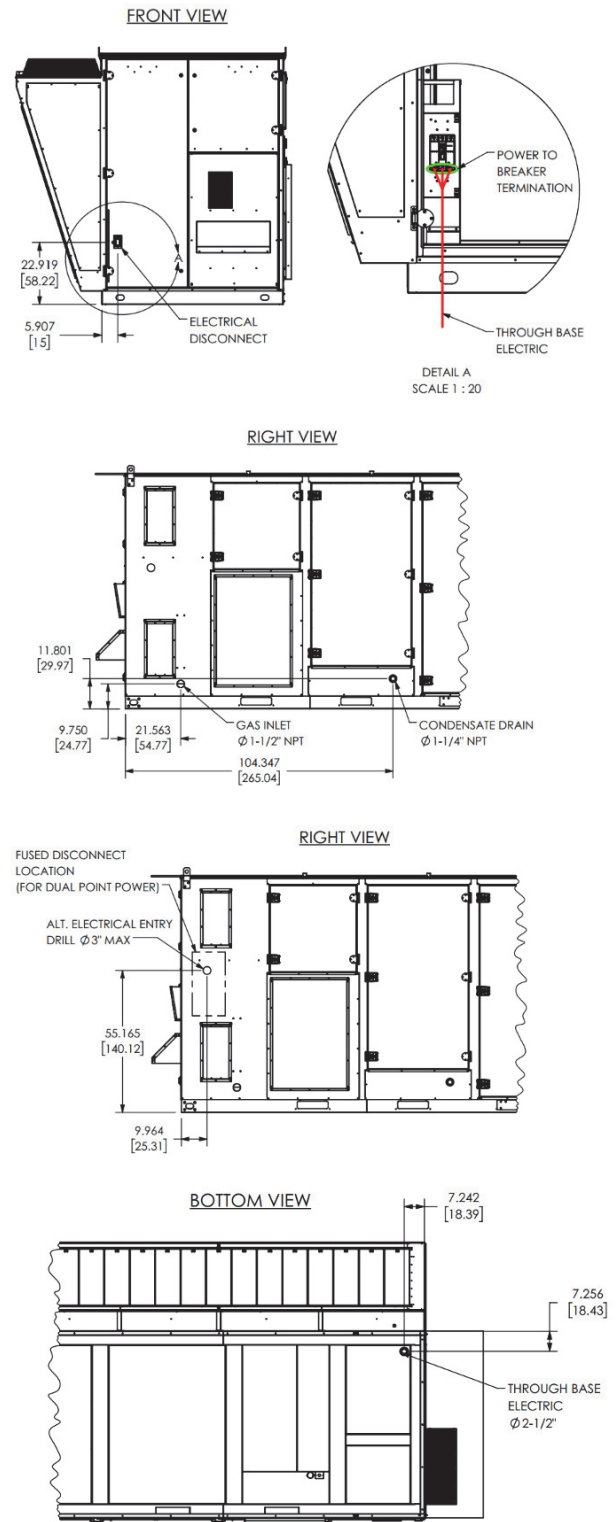 FRONT VIEW
POWER TO
BREAKER
TERMINATION
22.919
[58.22]
A
5.907
[15]
ELECTRICAL
DISCONNECT
THROUGH BASE
ELECTRIC
DETAIL A
SCALE 1 : 20
RIGHT VIEW
11.801
[29.97]
9.750
[24.77]
21.563
[54.77]
GAS INLET
Ø1-1/2" NPT
CONDENSATE DRAIN
Ø1-1/4" NPT
104.347
[265.04]
RIGHT VIEW
FUSED DISCONNECT
LOCATION
(FOR DUAL POINT POWER)
ALT. ELECTRICAL ENTRY
DRILL Ø3" MAX
55.165
[140.12]
9.964
[25.31]
BOTTOM VIEW
7.242
[18.39]
7.256
[18.43]
THROUGH BASE
ELECTRIC
Ø2-1/2"